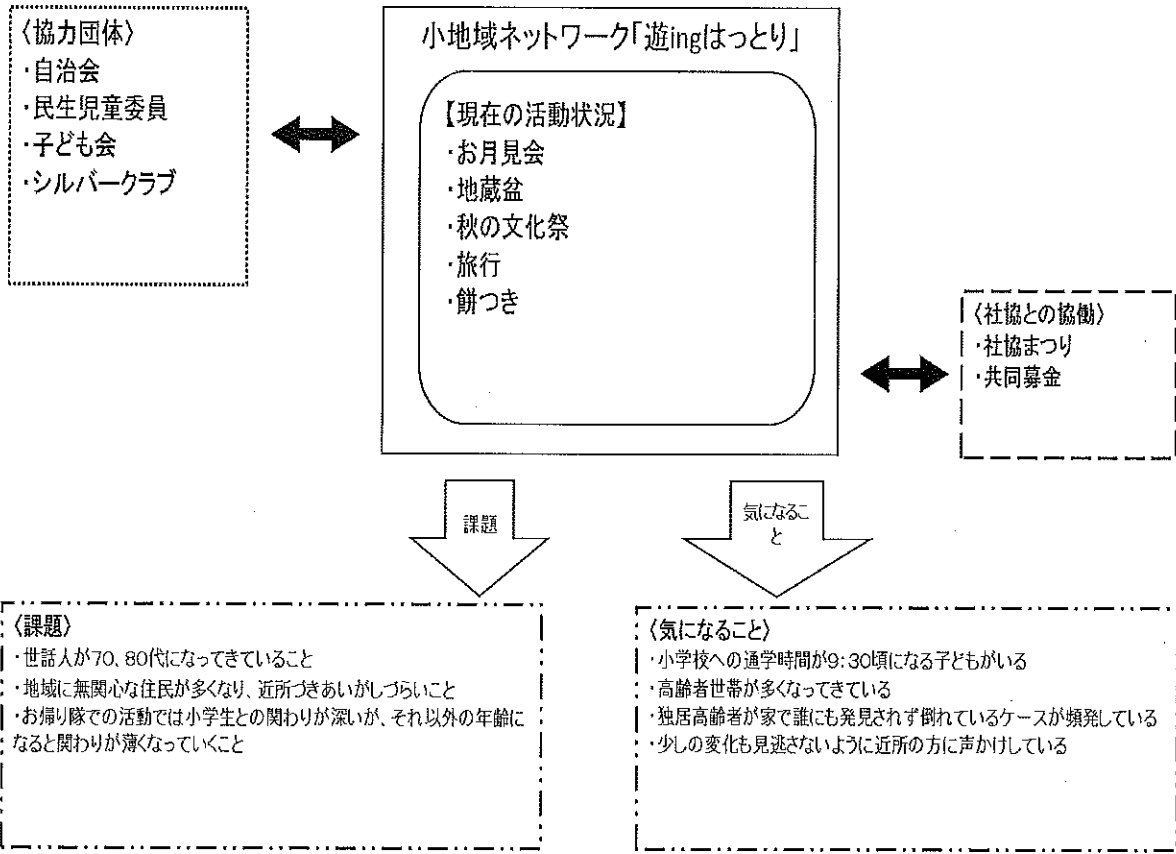 〈協力団体〉
・自治会
・民生児童委員
・子ども会
・シルバークラブ
小地域ネットワーク「遊ingはっとり」
【現在の活動状況】
・お月見会
・地蔵盆
・秋の文化祭
・旅行
・餅つき
〈社協との協働〉
・社協まつり
・共同募金
課題
気になるこ
と
〈課題〉
・世話人が70、80代になってきていること
・地域に無関心な住民が多くなり、近所づきあいがしづらいこと
・お帰り隊での活動では小学生との関わりが深いが、それ以外の年齢に
なると関わりが薄くなっていくこと
〈気になること〉
・小学校への通学時間が9:30頃になる子どもがいる
・高齢者世帯が多くなってきている
・独居高齢者が家で誰にも発見されず倒れているケースが頻発している
・少しの変化も見逃さないように近所の方に声かけしている